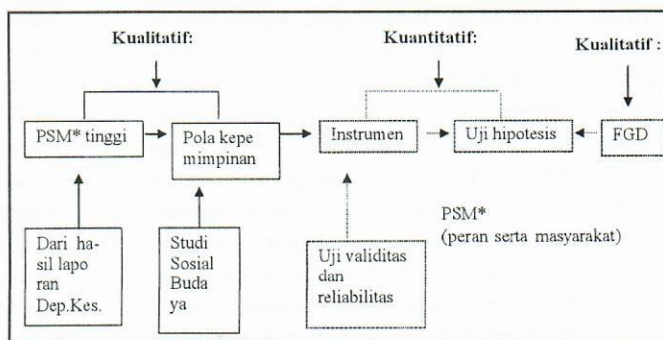 Kualitatif:
Kuantitatif:
Kualitatif :
PSM* tinggi
Pola kepe
mimpinan
Instrumen
Uji hipotesis
FGD
Dari ha-
sil lapo
ran
Dep.Kes.
Studi
Sosial
Buda
ya
Uji validitas
dan
reliabilitas
PSM*
(peran serta masyarakat)